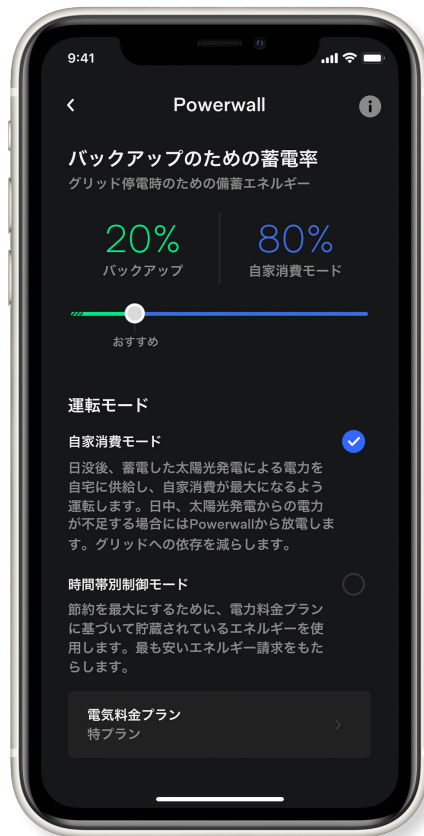 9:41
Powerwall
バックアップのための蓄電率
グリッド停電時のための備蓄エネルギー
20%
80%
バックアップ
自家消費モード
おすすめ
運転モード
自家消費モード
日没後、蓄電した太陽光発電による電力を
自宅に供給し、自家消費が最大になるよう
運転します。日中、太陽光発電からの電力
が不足する場合にはPowerwallから放電しま
す。グリッドへの依存を減らします。
時間帯別制御モード
節約を最大にするために、電力料金プラン
に基づいて貯蔵されているエネルギーを使
用します。最も安いエネルギー請求をもた
らします。
電気料金プラン
特プラン